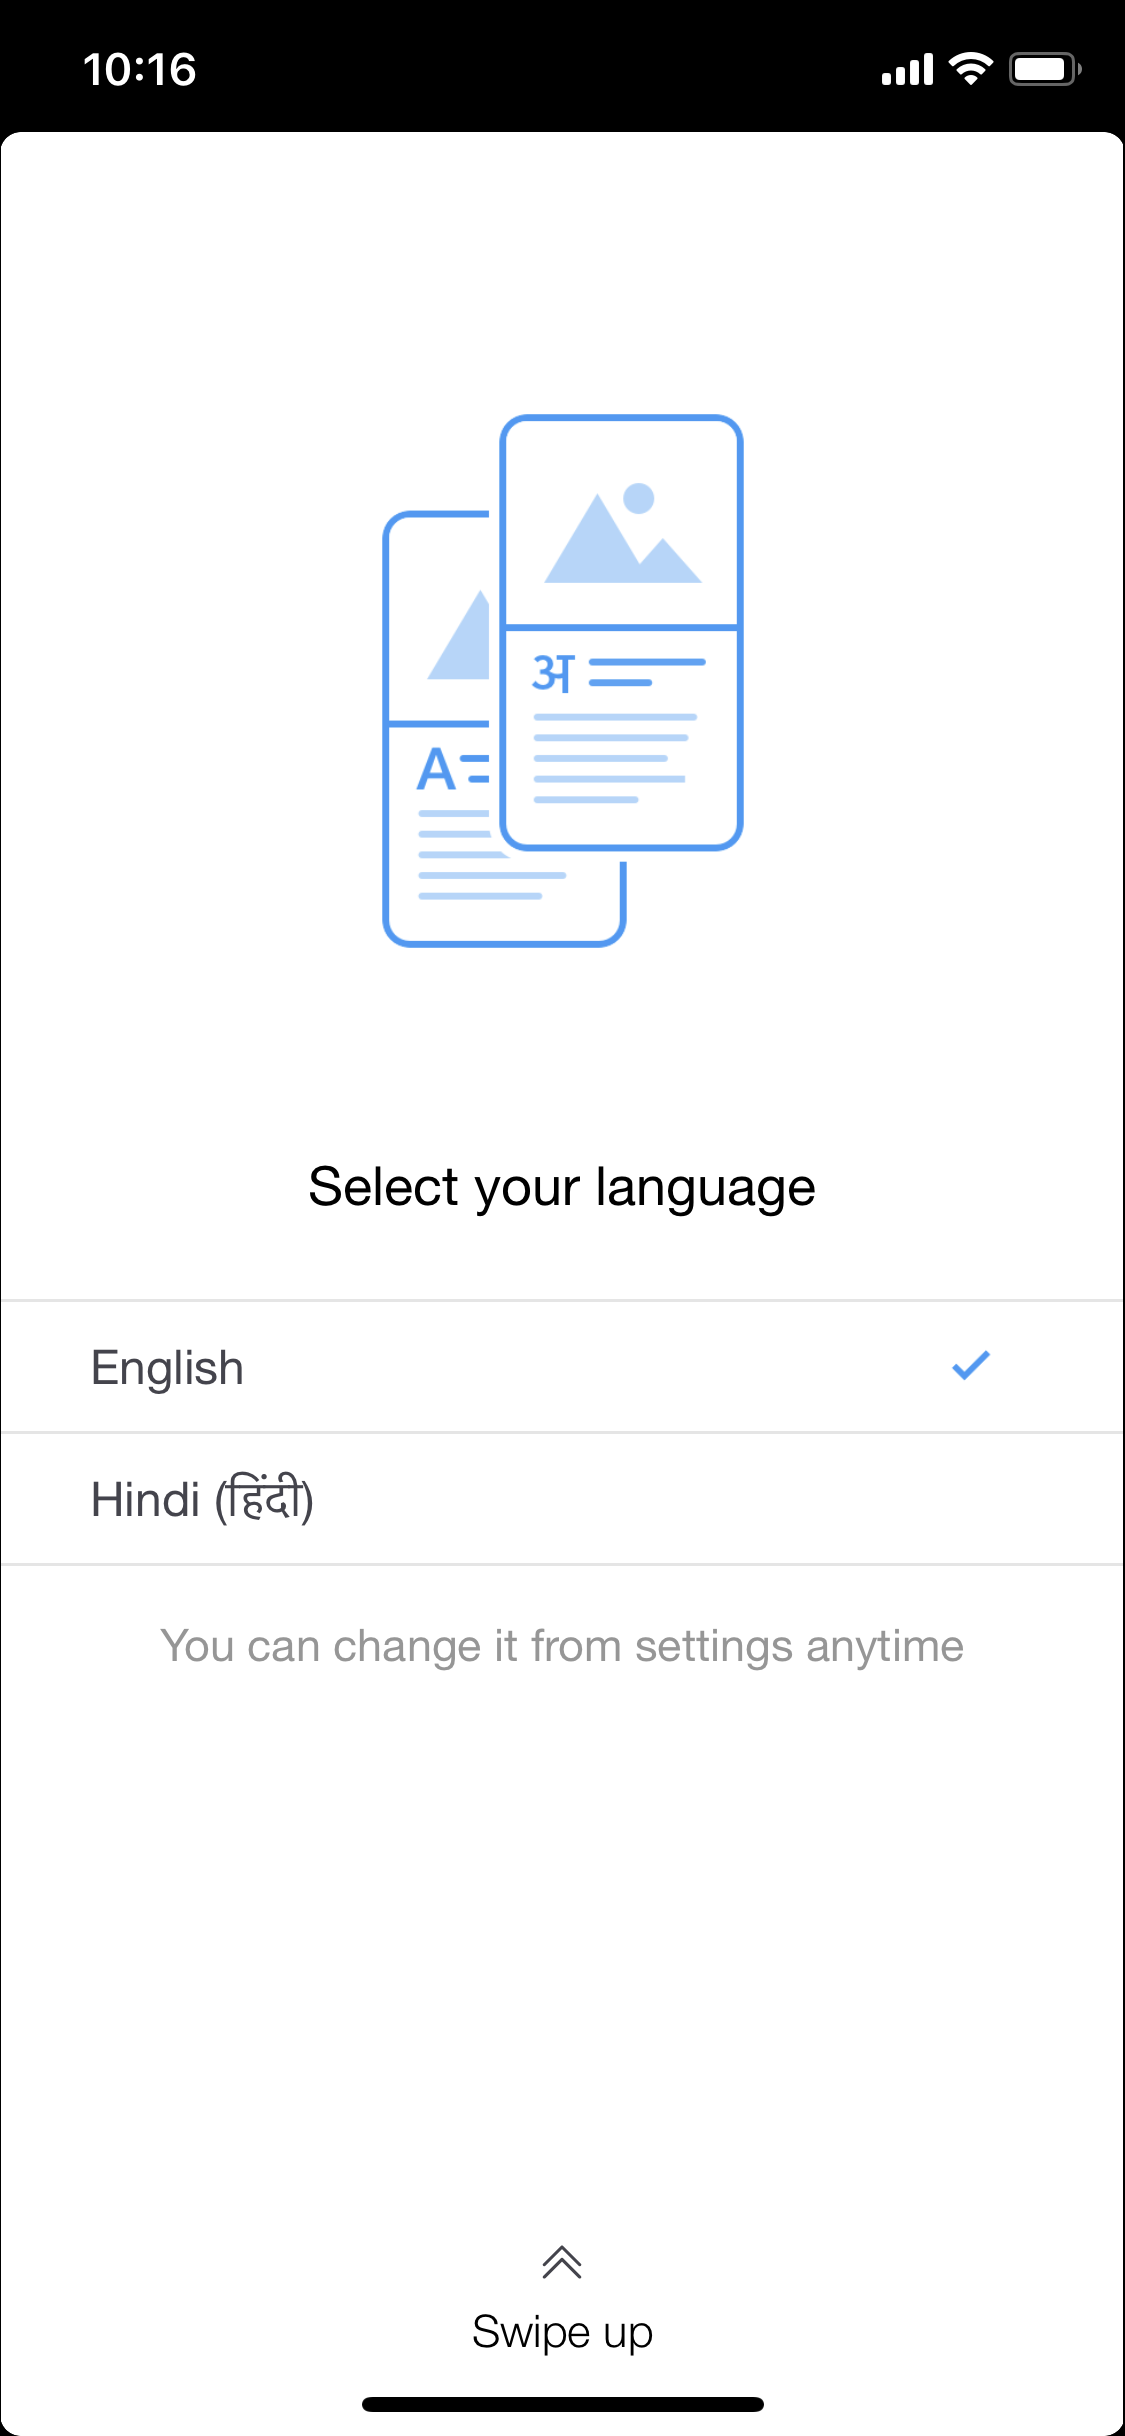 10:16
अ
A
Select your language
English
Hindi (हिंदी)
You can change it from settings anytime
Swipe up